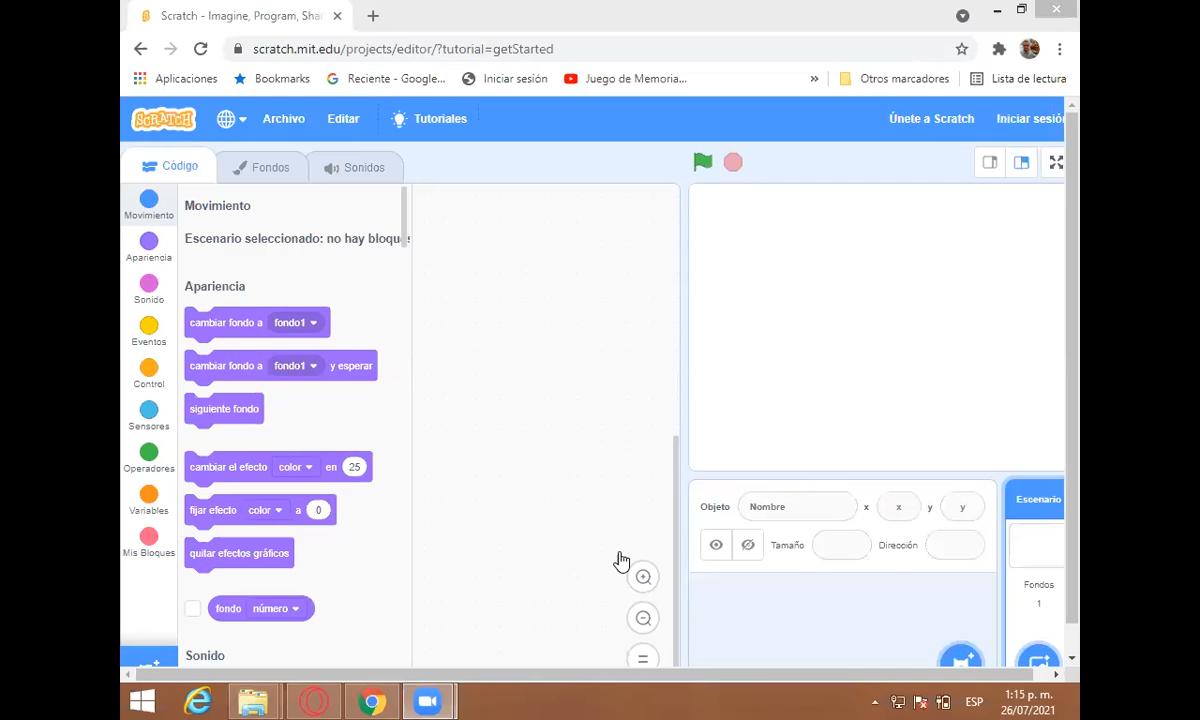 Scratch - Imagine, Program, Sha
scratch.mit.edu/projects/editor/?tutorial=getStarted
Aplicaciones Bookmarks Reciente - Google... Iniciar sesión Juego de Memoria... » Otros marcadores Lista de lectura
SCRATCH Archivo Editar Tutoriales Únete a Scratch Iniciar sesió
Código Fondos Sonidos
Movimiento
Apariencia
Sonido
Eventos
Control
Sensores
Operadores
Variables
Mis Bloques
Movimiento
Escenario seleccionado: no hay bloques
Apariencia
cambiar fondo a fondo1
cambiar fondo a fondo1 y esperar
siguiente fondo
cambiar el efecto color en 25
fijar efecto color a 0
quitar efectos gráficos
fondo número
Sonido
Objeto Nombre x x y y
Tamaño Dirección
Escenario
Fondos
1
ESP
1:15 p. m.
26/07/2021